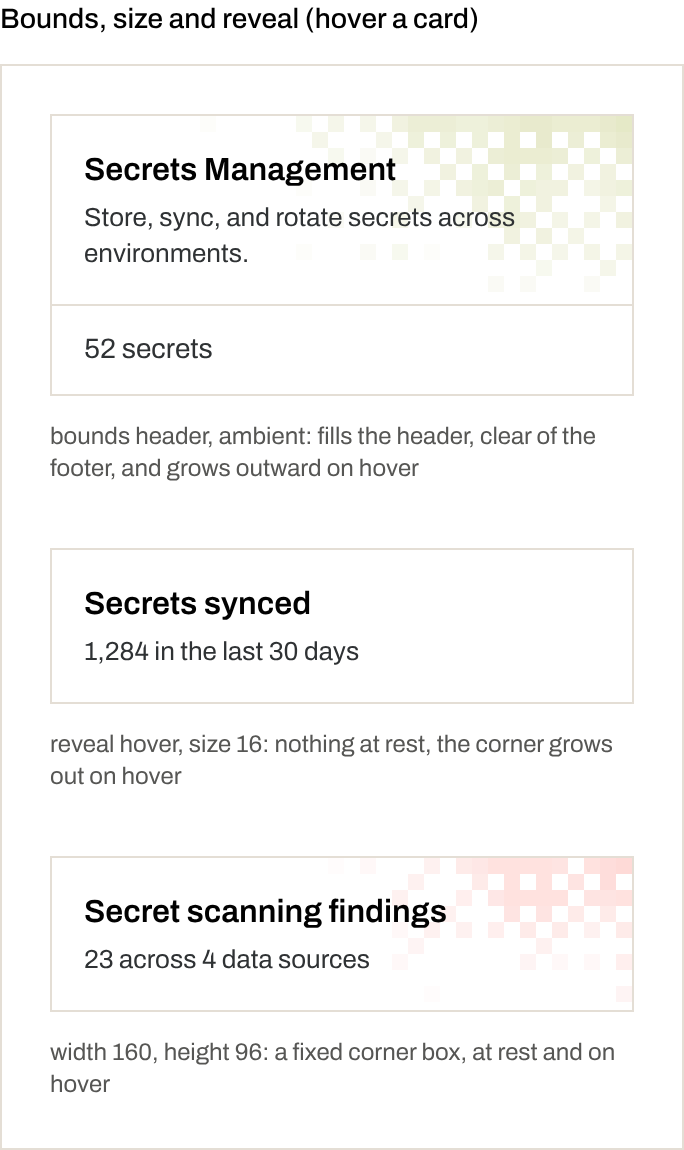 Bounds, size and reveal (hover a card)
Secrets Management
Store, sync, and rotate secrets across
environments.
52 secrets
bounds header, ambient: fills the header, clear of the
footer, and grows outward on hover
Secrets synced
1,284 in the last 30 days
reveal hover, size 16: nothing at rest, the corner grows
out on hover
Secret scanning findings
23 across 4 data sources
width 160, height 96: a fixed corner box, at rest and on
hover